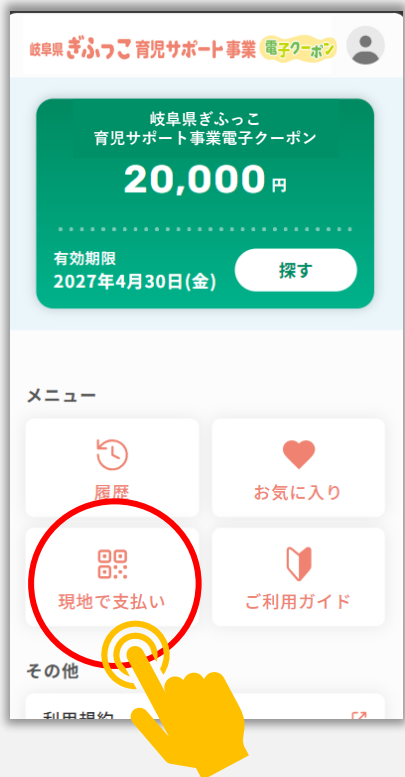 岐阜県 ぎふっこ 育児サポート事業 電子クーポン
岐阜県ぎふっこ
育児サポート事業電子クーポン
20,000 円
有効期限
2027年4月30日(金)
探す
メニュー
履歴
お気に入り
現地で支払い
ご利用ガイド
その他
利用規約